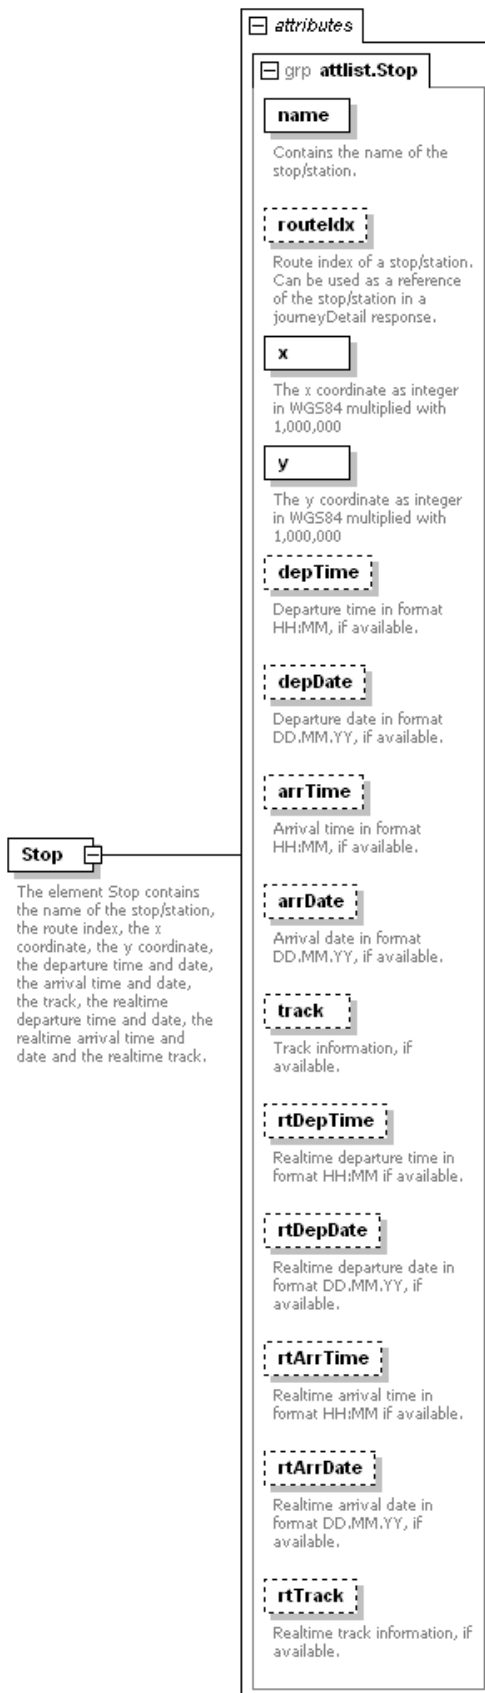 attributes
grp attlist.Stop
name
Contains the name of the
stop/station.
routeIdx
Route index of a stop/station.
Can be used as a reference
of the stop/station in a
journeyDetail response.
x
The x coordinate as integer
in WGS84 multiplied with
1,000,000
y
The y coordinate as integer
in WGS84 multiplied with
1,000,000
depTime
Departure time in format
HH:MM, if available.
depDate
Departure date in format
DD.MM.YY, if available.
arrTime
Arrival time in format
HH:MM, if available.
Stop
The element Stop contains
the name of the stop/station,
the route index, the x
coordinate, the y coordinate,
the departure time and date,
the arrival time and date,
the track, the realtime
departure time and date, the
realtime arrival time and
date and the realtime track.
arrDate
Arrival date in format
DD.MM.YY, if available.
track
Track information, if
available.
rtDepTime
Realtime departure time in
format HH:MM if available.
rtDepDate
Realtime departure date in
format DD.MM.YY, if
available.
rtArrTime
Realtime arrival time in
format HH:MM if available.
rtArrDate
Realtime arrival date in
format DD.MM.YY, if
available.
rtTrack
Realtime track information, if
available.